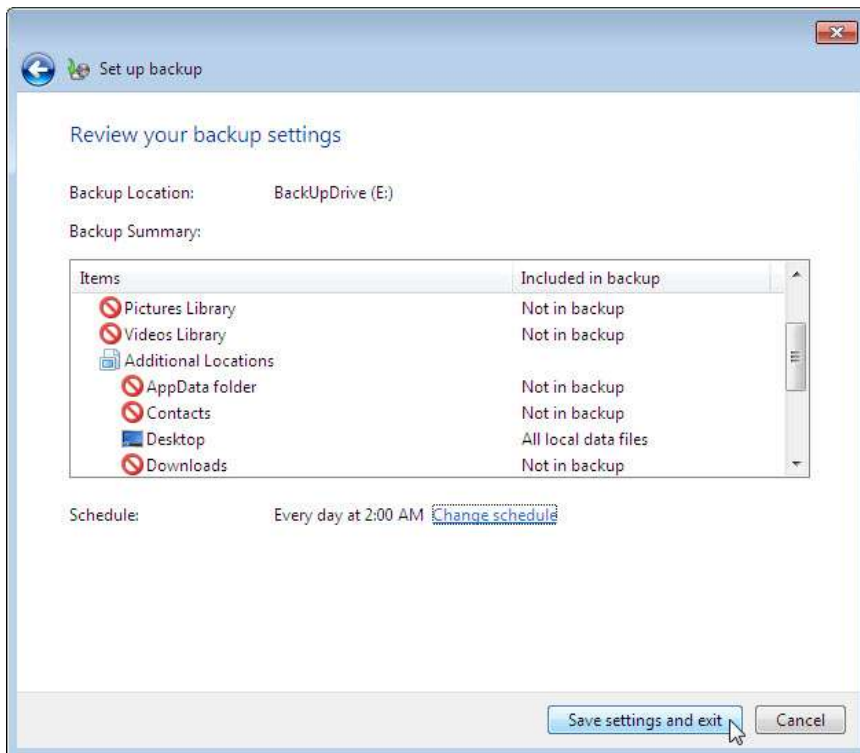 Set up backup
Review your backup settings
Backup Location: BackUpDrive (E:)
Backup Summary:
Items Included in backup
Pictures Library Not in backup
Videos Library Not in backup
Additional Locations
AppData folder Not in backup
Contacts Not in backup
Desktop All local data files
Downloads Not in backup
Schedule: Every day at 2:00 AM Change schedule
Save settings and exit Cancel